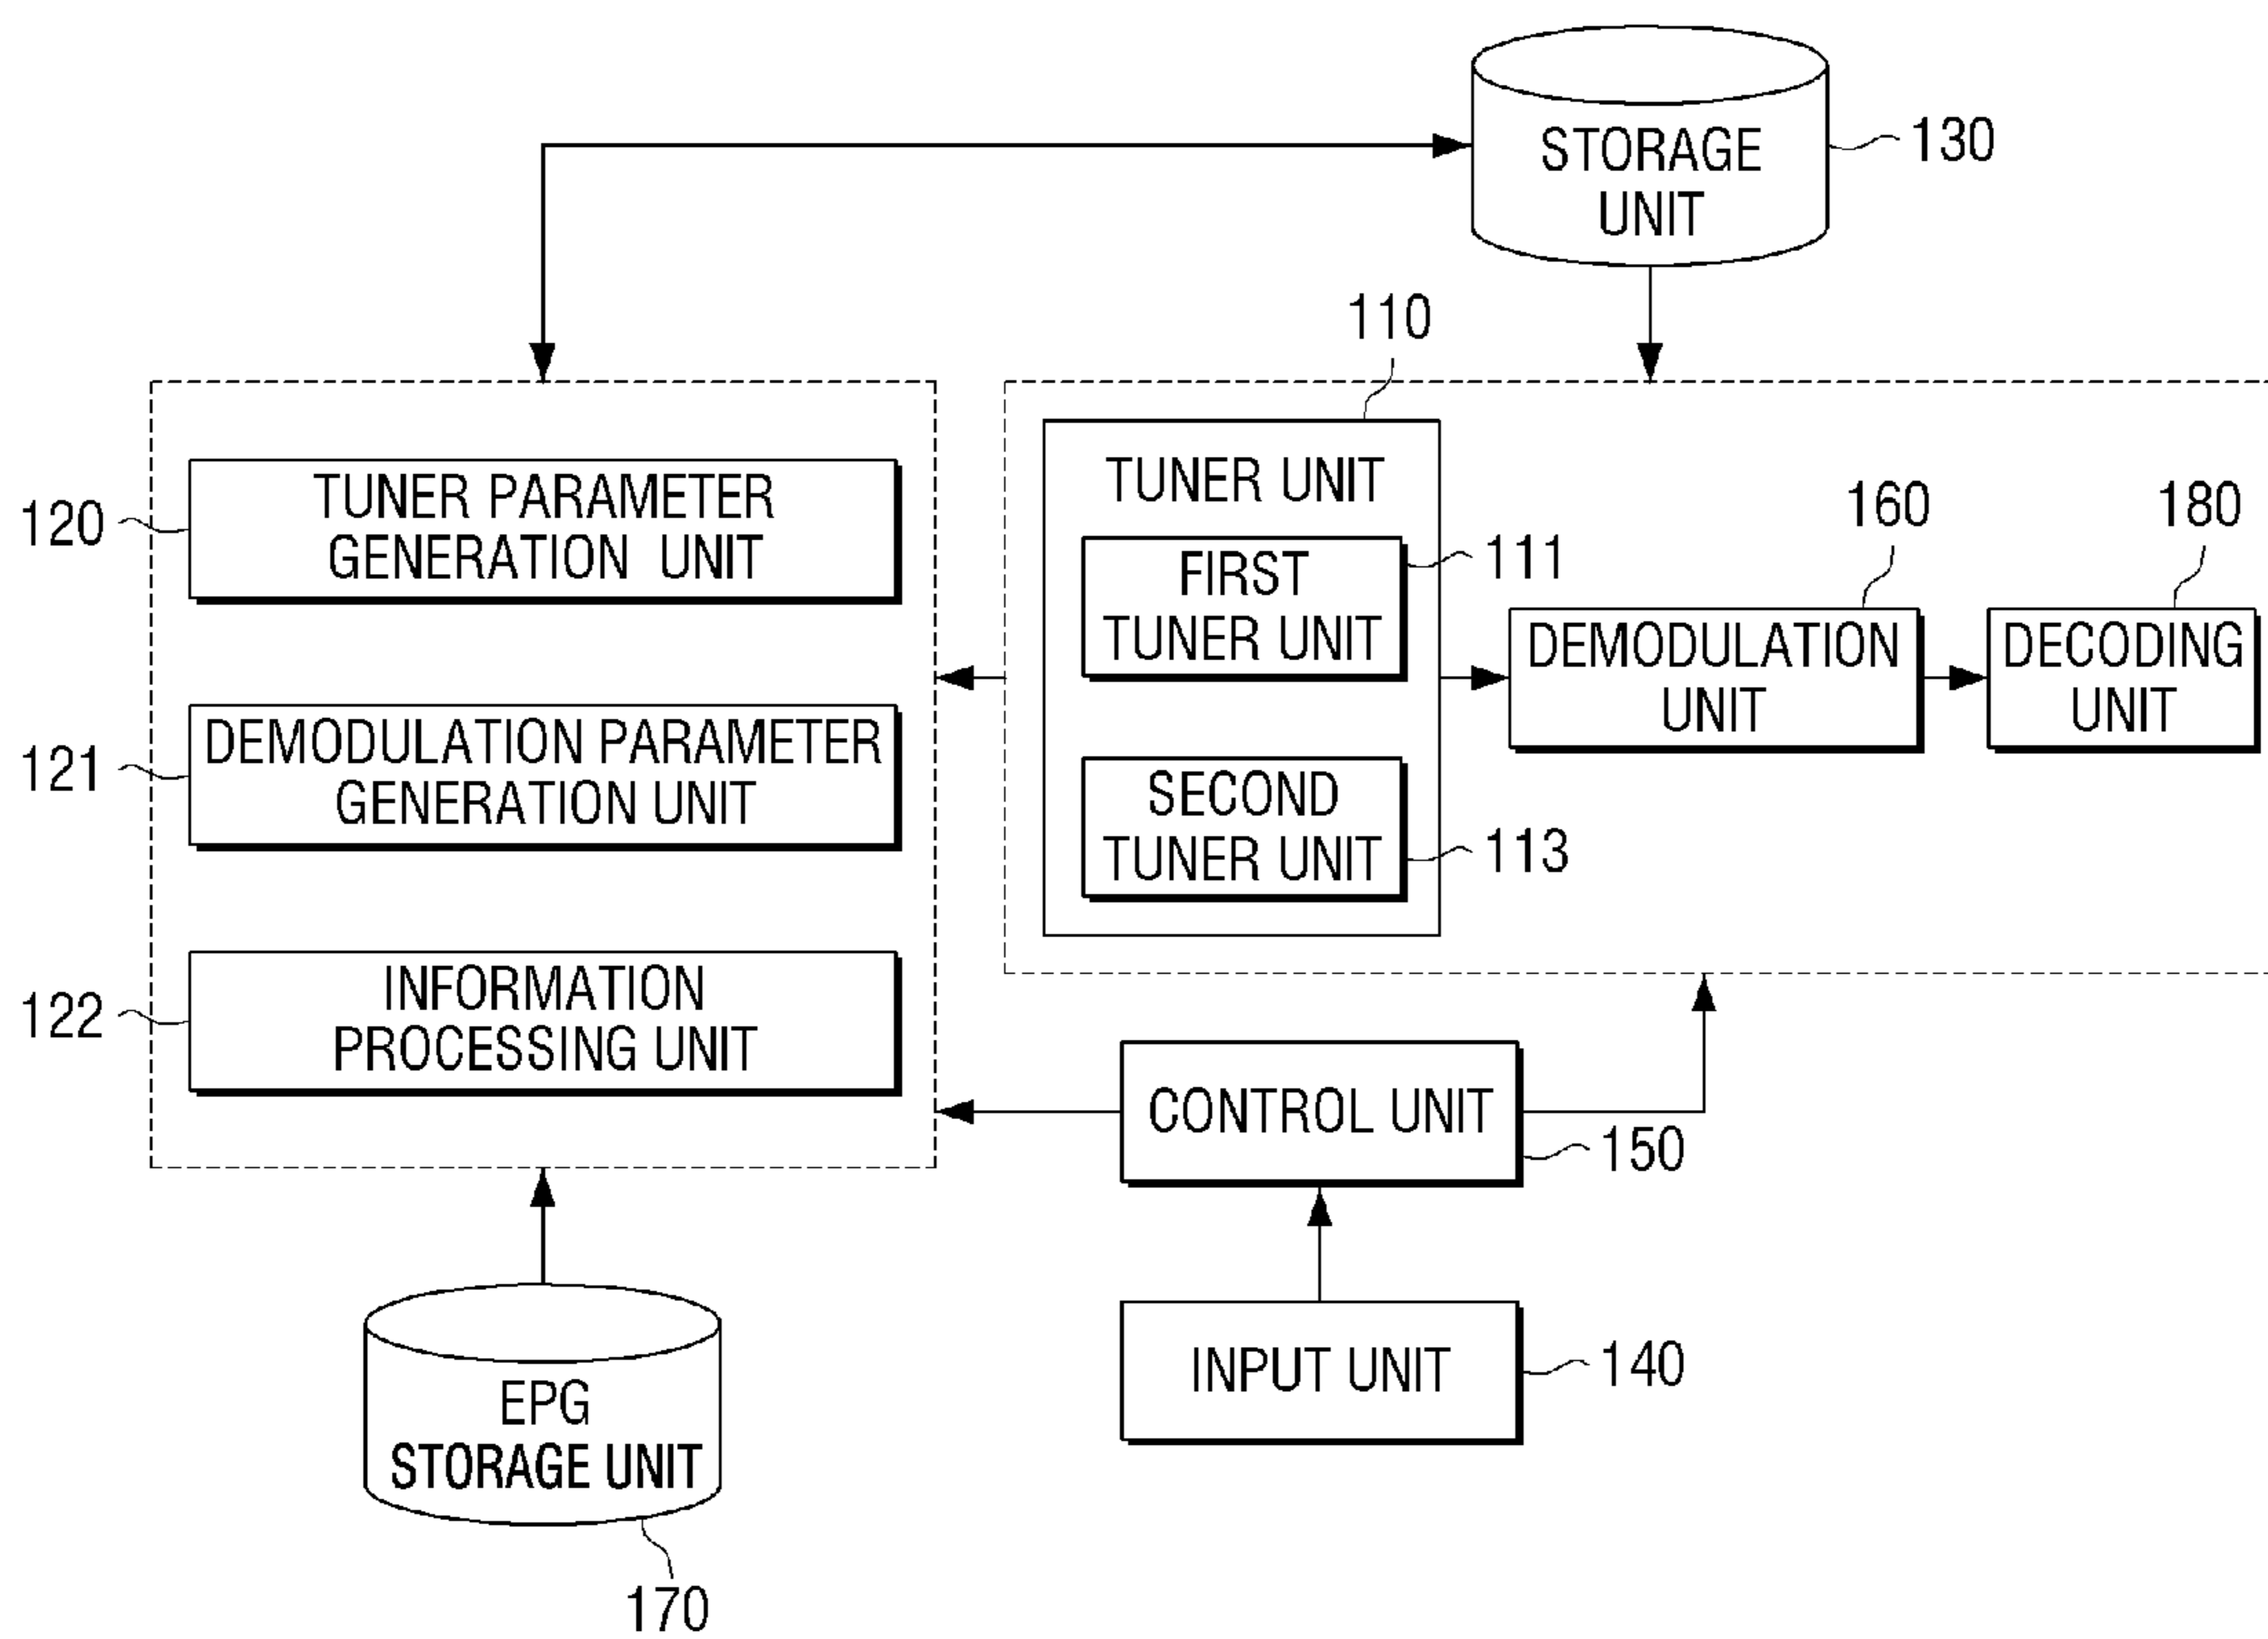 STORAGE
UNIT
130
110
TUNER PARAMETER
GENERATION UNIT
120
DEMODULATION PARAMETER
GENERATION UNIT
121
INFORMATION
PROCESSING UNIT
122
TUNER UNIT
FIRST
TUNER UNIT
111
SECOND
TUNER UNIT
113
160
DEMODULATION
UNIT
180
DECODING
UNIT
CONTROL UNIT
150
INPUT UNIT
140
EPG
STORAGE UNIT
170